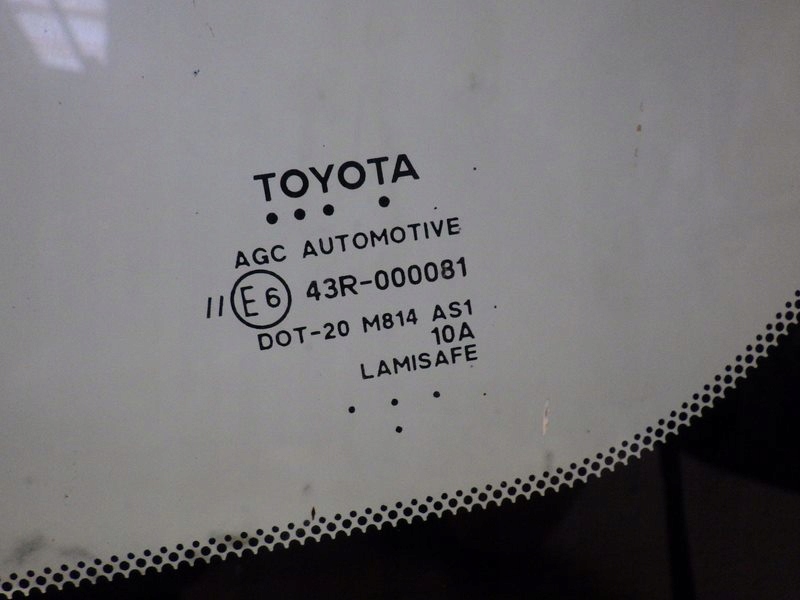 TOYOTA
AGC AUTOMOTIVE
II E6 43R-000081
DOT-20 M814 AS1
10A
LAMISAFE